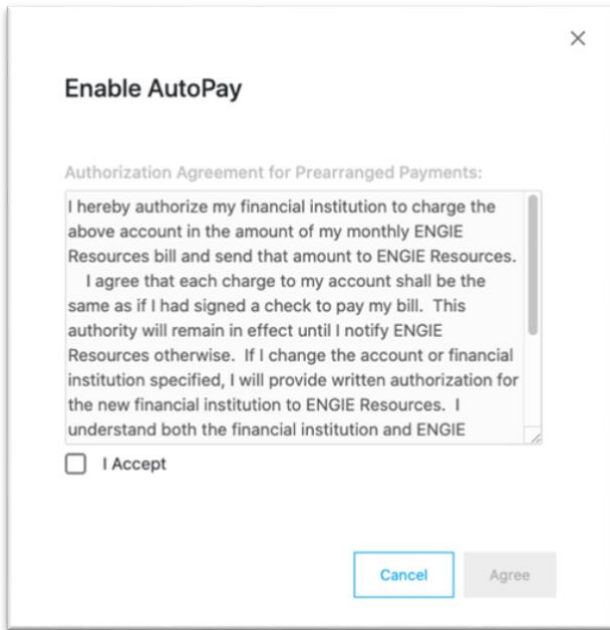 Enable AutoPay
Authorization Agreement for Prearranged Payments:
I hereby authorize my financial institution to charge the
above account in the amount of my monthly ENGIE
Resources bill and send that amount to ENGIE Resources.
I agree that each charge to my account shall be the
same as if I had signed a check to pay my bill.  This
authority will remain in effect until I notify ENGIE
Resources otherwise.  If I change the account or financial
institution specified, I will provide written authorization for
the new financial institution to ENGIE Resources.  I
understand both the financial institution and ENGIE
I Accept
Cancel
Agree